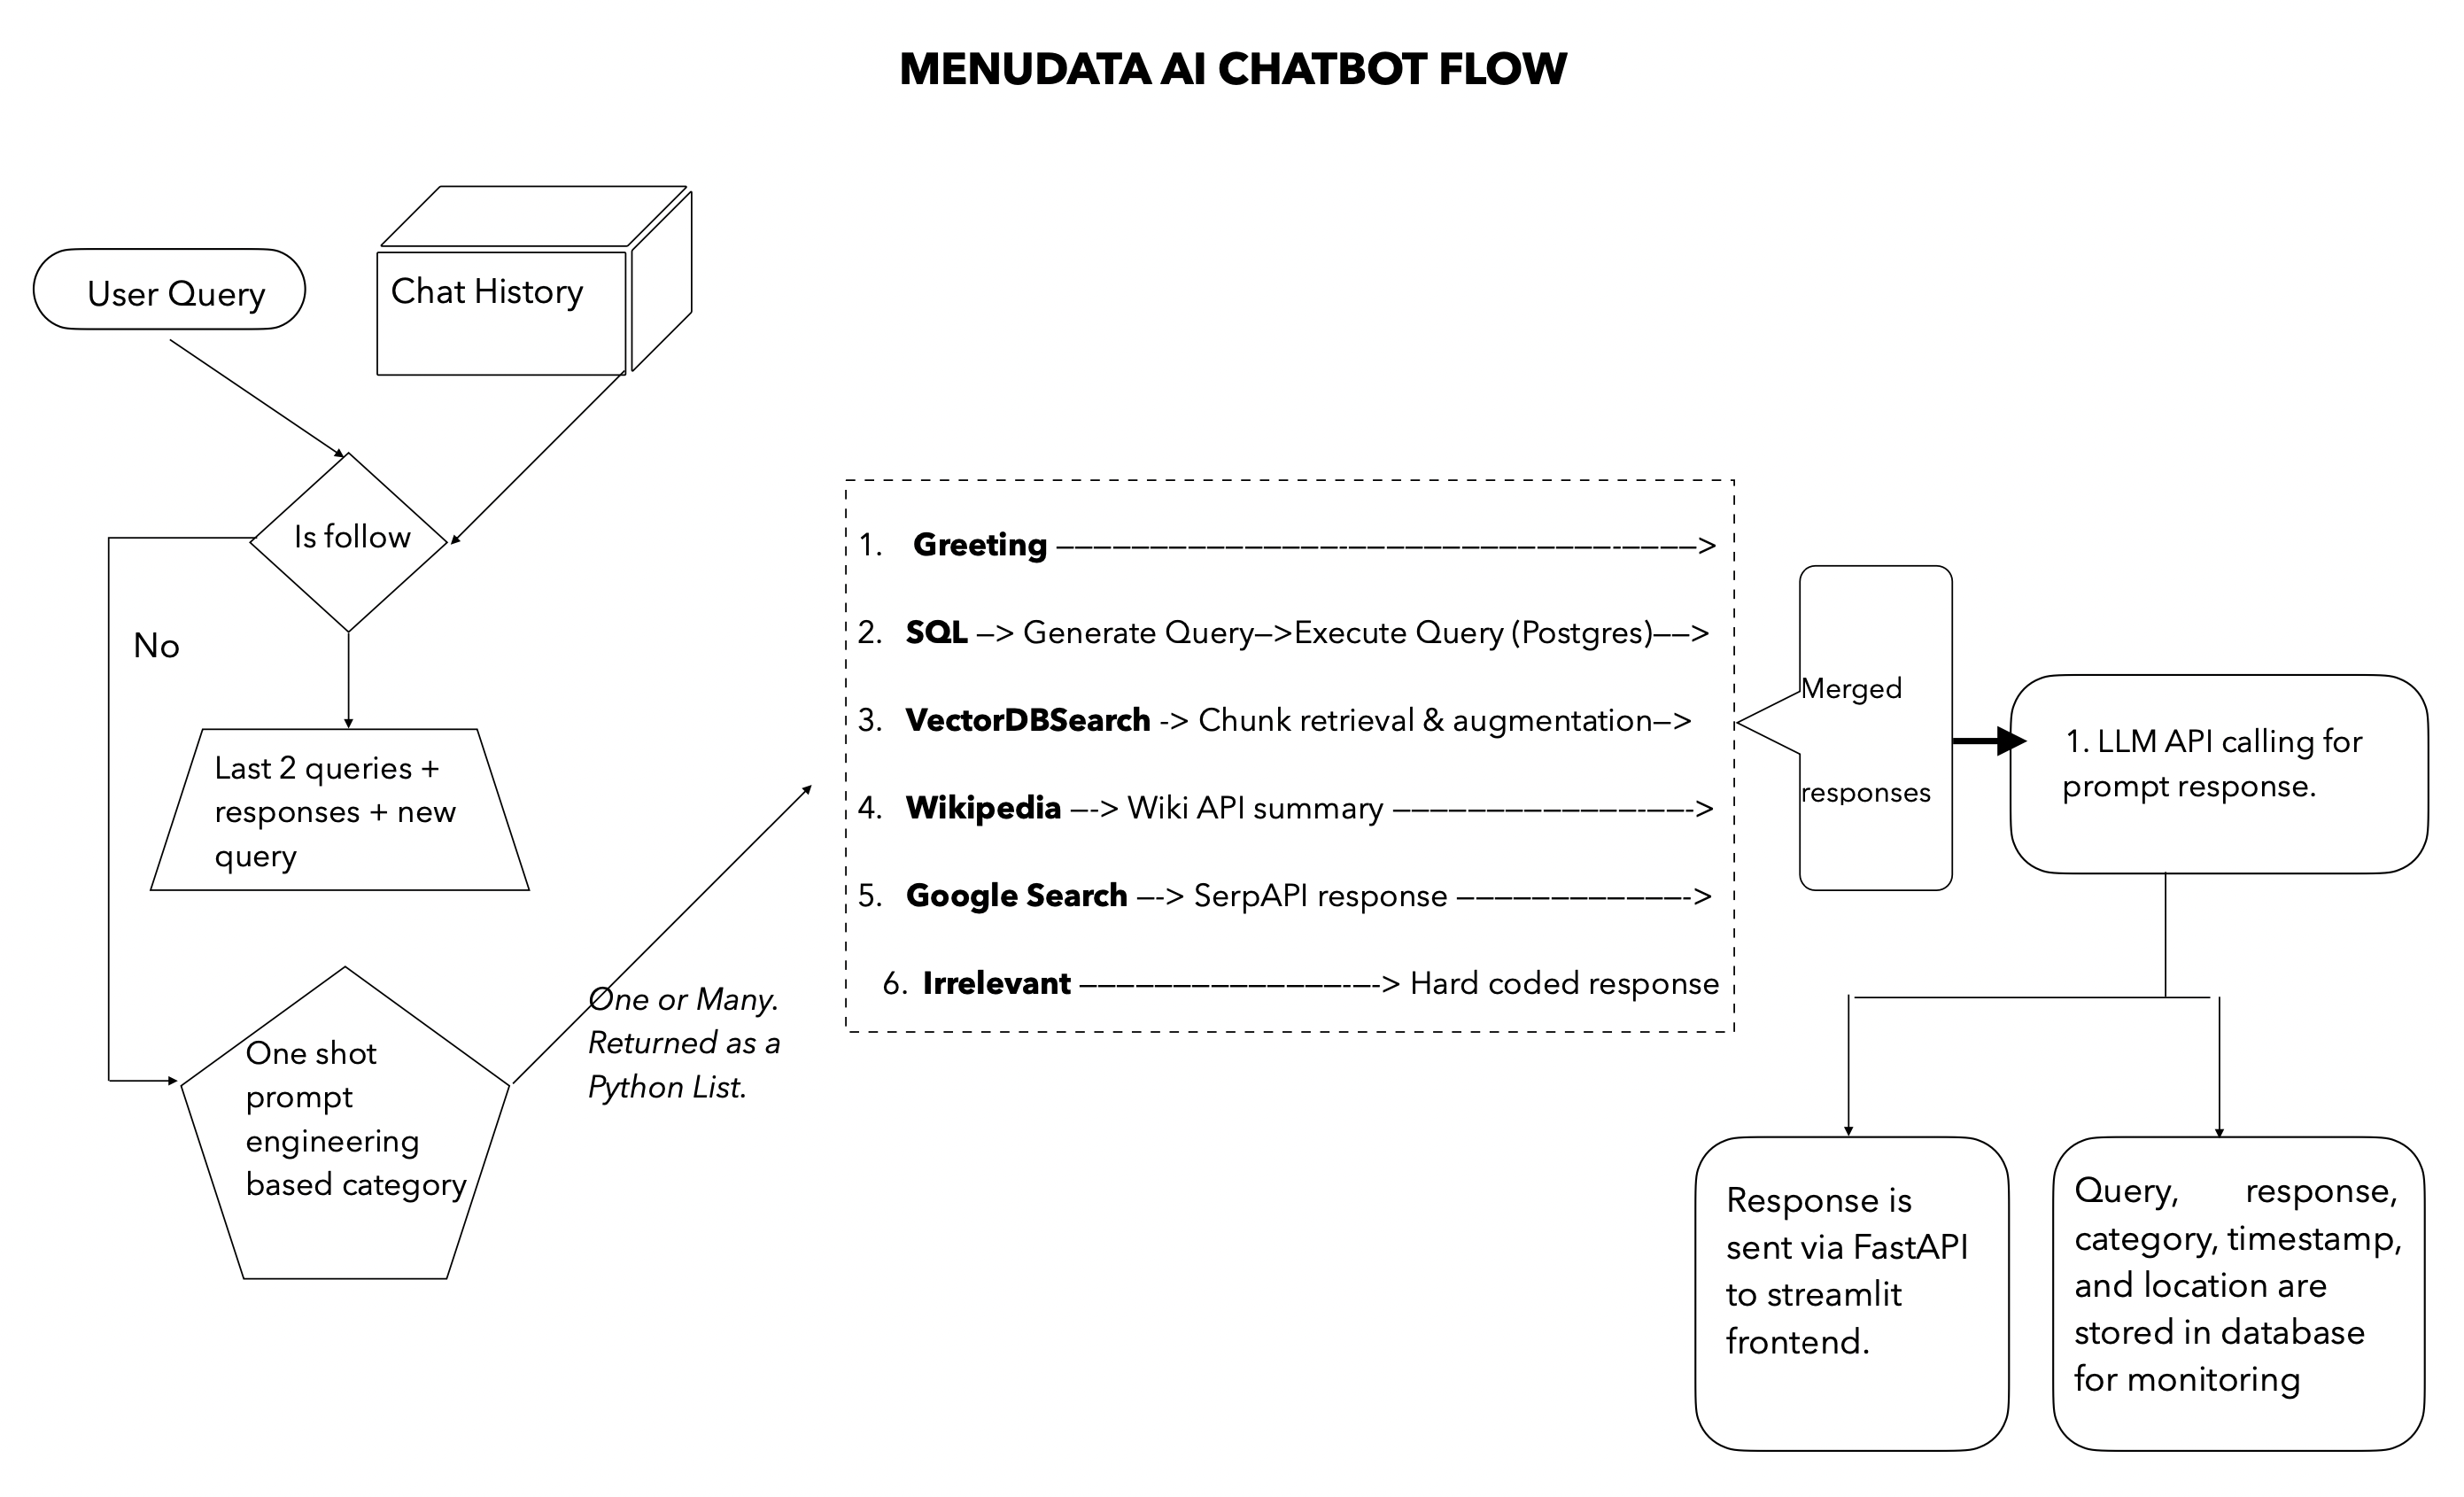 MENUDATA AI CHATBOT FLOW
User Query
Chat History
Is follow
No
Last 2 queries +
responses + new
query
One shot
prompt
engineering
based category
One or Many.
Returned as a
Python List.
1. Greeting –––––––––––––––––––––––––––––––––-––––>
2. SQL –> Generate Query–>Execute Query (Postgres)––>
3. VectorDBSearch -> Chunk retrieval & augmentation–>
4. Wikipedia –-> Wiki API summary ––––––––––––––-––-–->
5. Google Search –-> SerpAPI response ––––––––––––->
6. Irrelevant ––––––––––––––-–-> Hard coded response
Merged
responses
1. LLM API calling for
prompt response.
Response is
sent via FastAPI
to streamlit
frontend.
Query, response,
category, timestamp,
and location are
stored in database
for monitoring